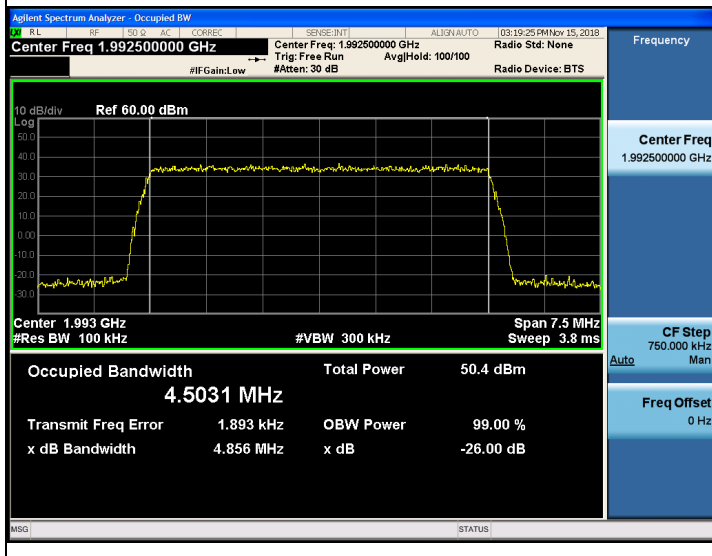 Agilent Spectrum Analyzer - Occupied BW
RL RF 50 Ω AC CORREC SENSE:INT ALIGN AUTO 03:19:25 PM Nov 15, 2018
Center Freq 1.992500000 GHz Center Freq: 1.992500000 GHz Radio Std: None Frequency
Trig: Free Run Avg|Hold: 100/100
#IFGain:Low #Atten: 30 dB Radio Device: BTS
10 dB/div Ref 60.00 dBm
Log
50.0
40.0
30.0
20.0
10.0
0.00
-10.0
-20.0
-30.0
Center 1.993 GHz Span 7.5 MHz
#Res BW 100 kHz #VBW 300 kHz Sweep 3.8 ms
Occupied Bandwidth Total Power 50.4 dBm
4.5031 MHz
Transmit Freq Error 1.893 kHz OBW Power 99.00 %
x dB Bandwidth 4.856 MHz x dB -26.00 dB
Center Freq
1.992500000 GHz
CF Step
750.000 kHz
Auto Man
Freq Offset
0 Hz
MSG STATUS